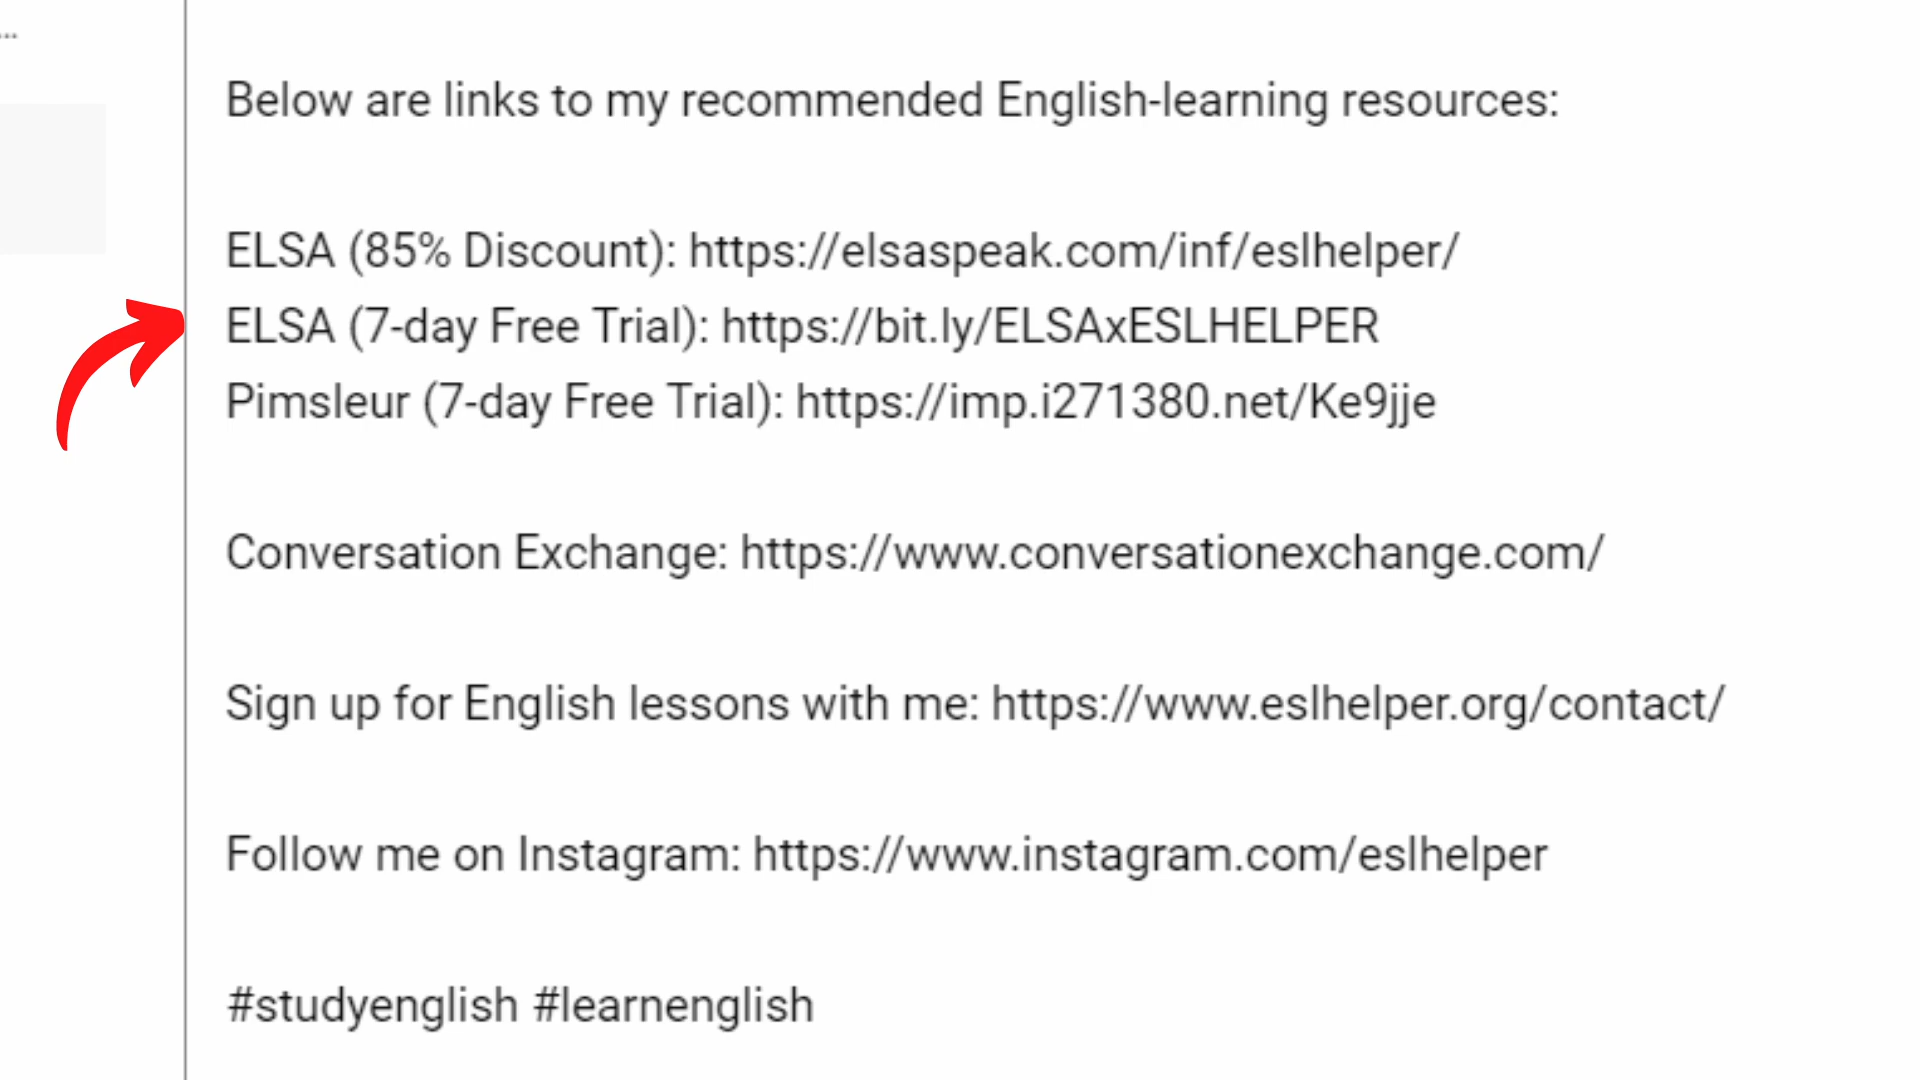 ...
Below are links to my recommended English-learning resources:
ELSA (85% Discount): https://elsaspeak.com/inf/eslhelper/
ELSA (7-day Free Trial): https://bit.ly/ELSAxESLHELPER
Pimsleur (7-day Free Trial): https://imp.i271380.net/Ke9jje
Conversation Exchange: https://www.conversationexchange.com/
Sign up for English lessons with me: https://www.eslhelper.org/contact/
Follow me on Instagram: https://www.instagram.com/eslhelper
#studyenglish #learnenglish